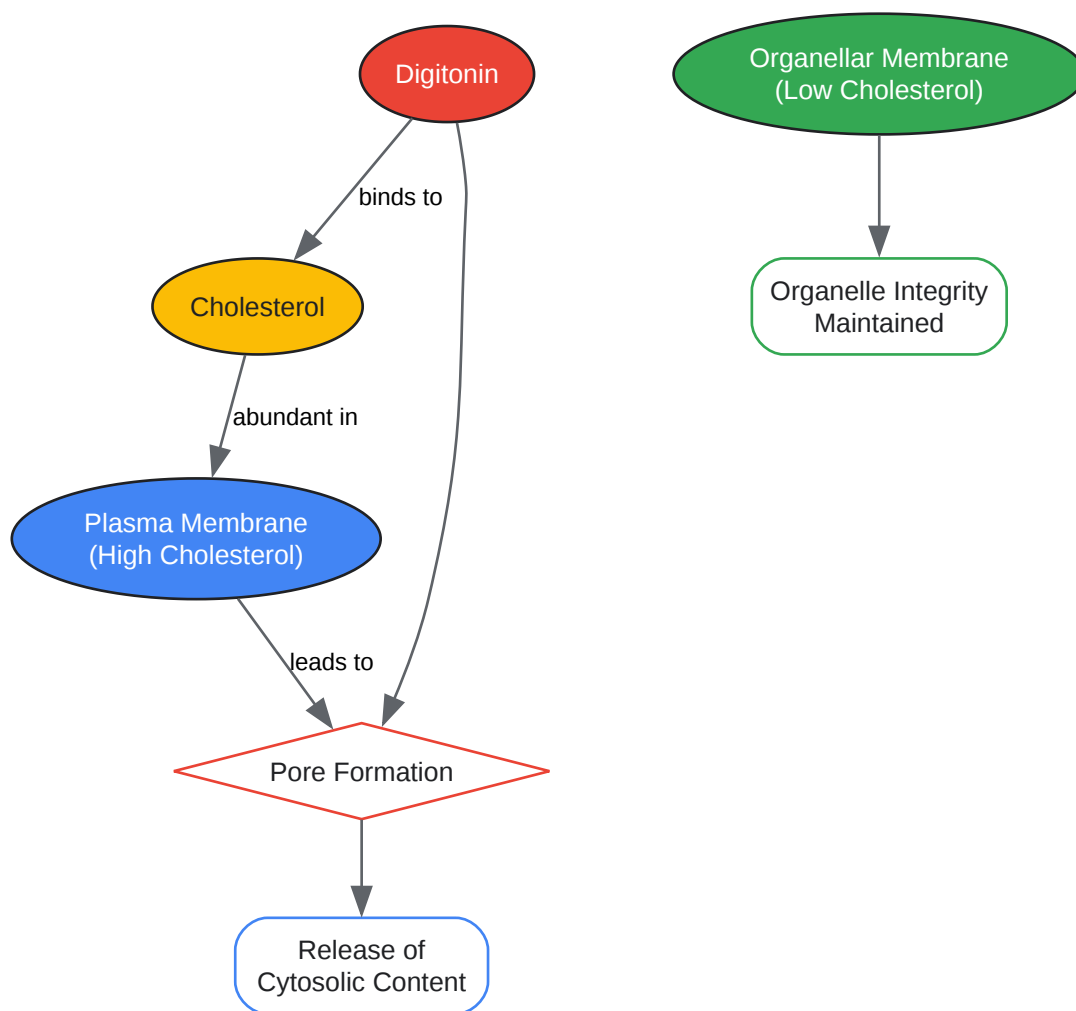 Digitonin
Organellar Membrane
(Low Cholesterol)
binds to
Cholesterol
Organelle Integrity
Maintained
abundant in
Plasma Membrane
(High Cholesterol)
leads to
Pore Formation
Release of
Cytosolic Content